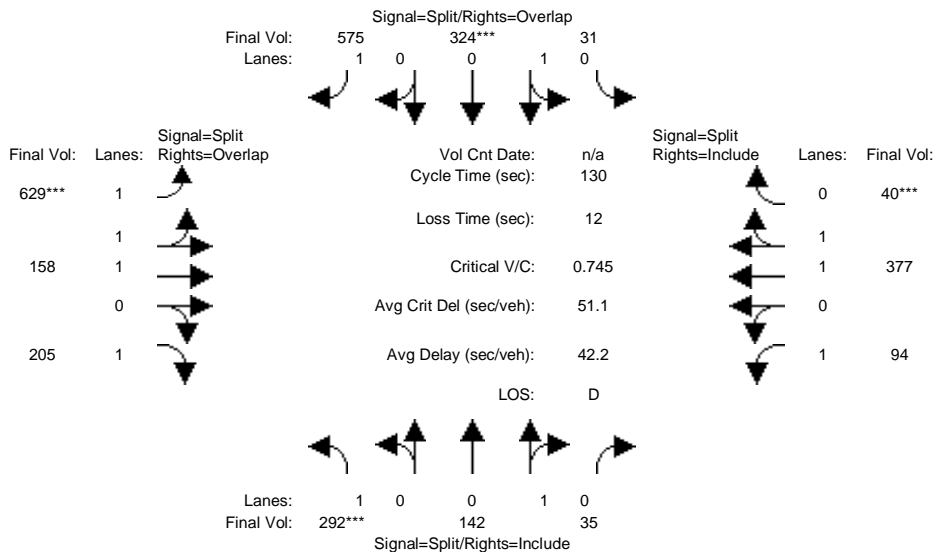 Signal=Split/Rights=Overlap
Final Vol: 575 324*** 31
Lanes: 1 0 0 1 0
Signal=Split Signal=Split
Final Vol: Lanes: Rights=Overlap Vol Cnt Date: n/a Rights=Include Lanes: Final Vol:
Cycle Time (sec): 130
629*** 1 0 40***
Loss Time (sec): 12
1 1
158 1 Critical V/C: 0.745 1 377
0 Avg Crit Del (sec/veh): 51.1 0
205 1 Avg Delay (sec/veh): 42.2 1 94
LOS: D
Lanes: 1 0 0 1 0
Final Vol: 292*** 142 35
Signal=Split/Rights=Include